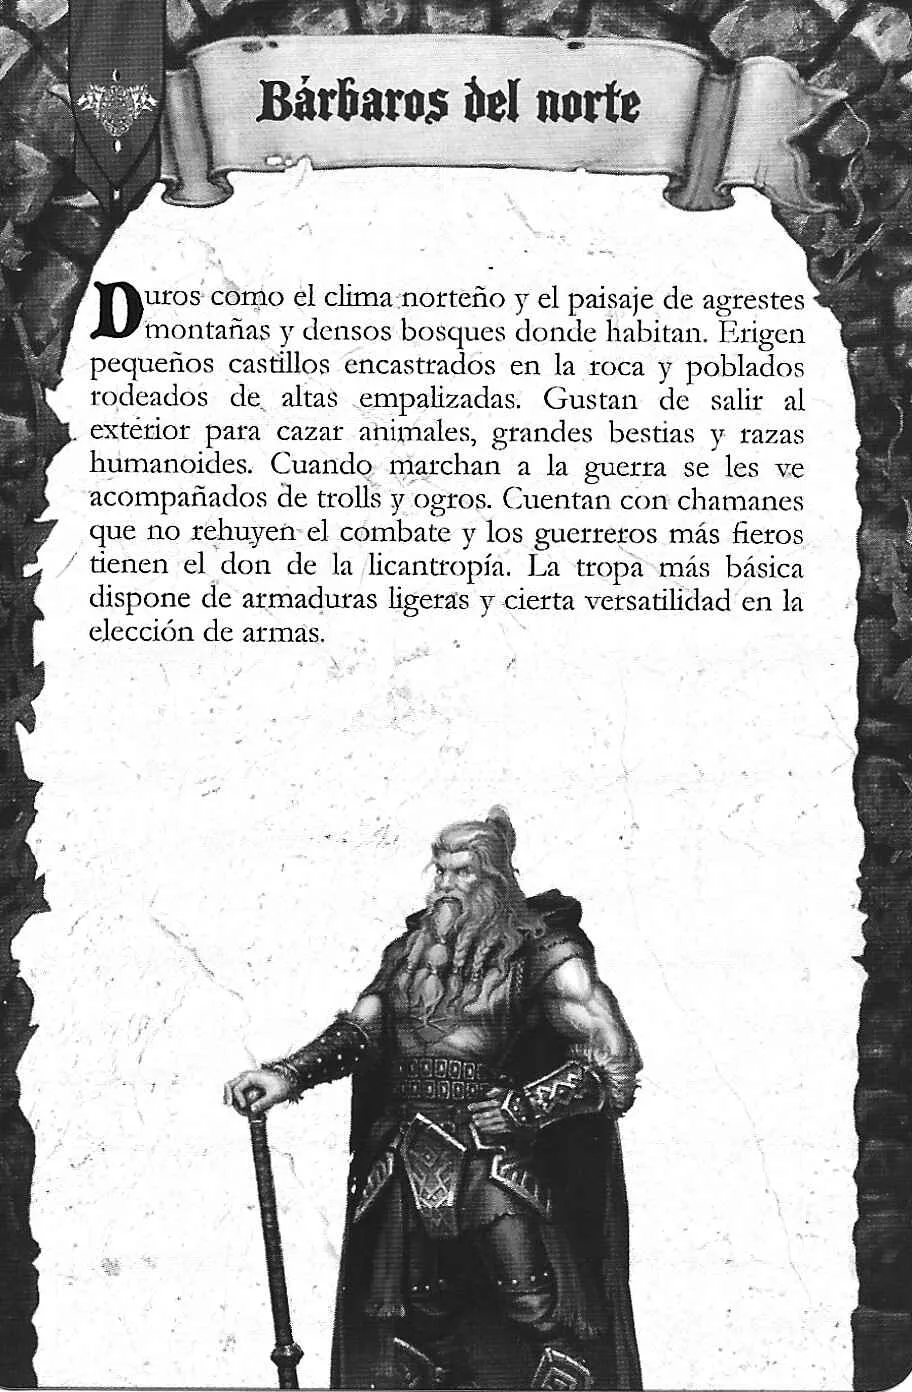 Bárbaros del norte
Duros como el clima norteño y el paisaje de agrestes
montañas y densos bosques donde habitan. Erigen
pequeños castillos encastrados en la roca y poblados
rodeados de altas empalizadas. Gustan de salir al
exterior para cazar animales, grandes bestias y razas
humanoides. Cuando marchan a la guerra se les ve
acompañados de trolls y ogros. Cuentan con chamanes
que no rehuyen el combate y los guerreros más fieros
tienen el don de la licantropía. La tropa más básica
dispone de armaduras ligeras y cierta versatilidad en la
elección de armas.